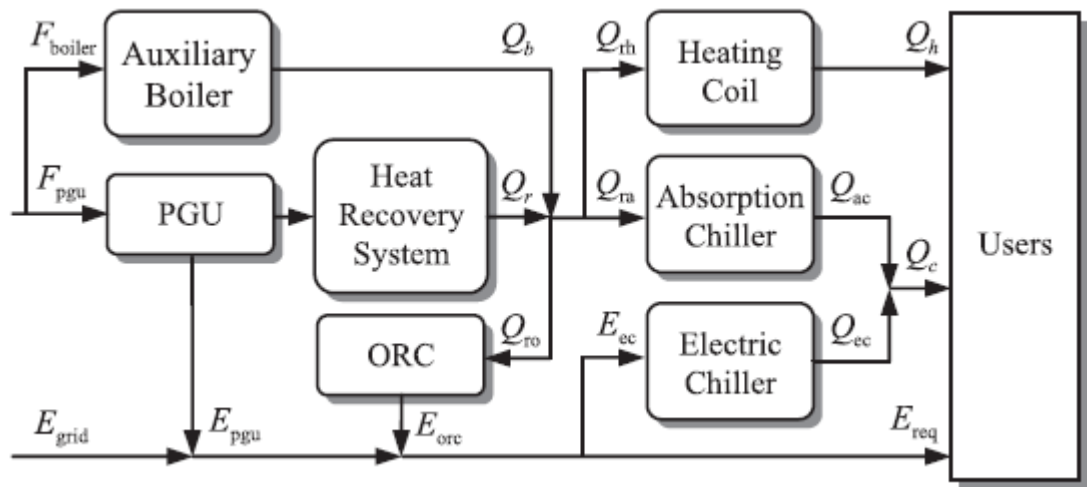 F_boiler
Auxiliary
Boiler
Q_b
Q_rh
Heating
Coil
Q_h
F_pgu
PGU
Heat
Recovery
System
Q_r
Q_ra
Absorption
Chiller
Q_ac
Users
Q_c
ORC
Q_ro
E_ec
Electric
Chiller
Q_ec
E_grid
E_pgu
E_orc
E_req